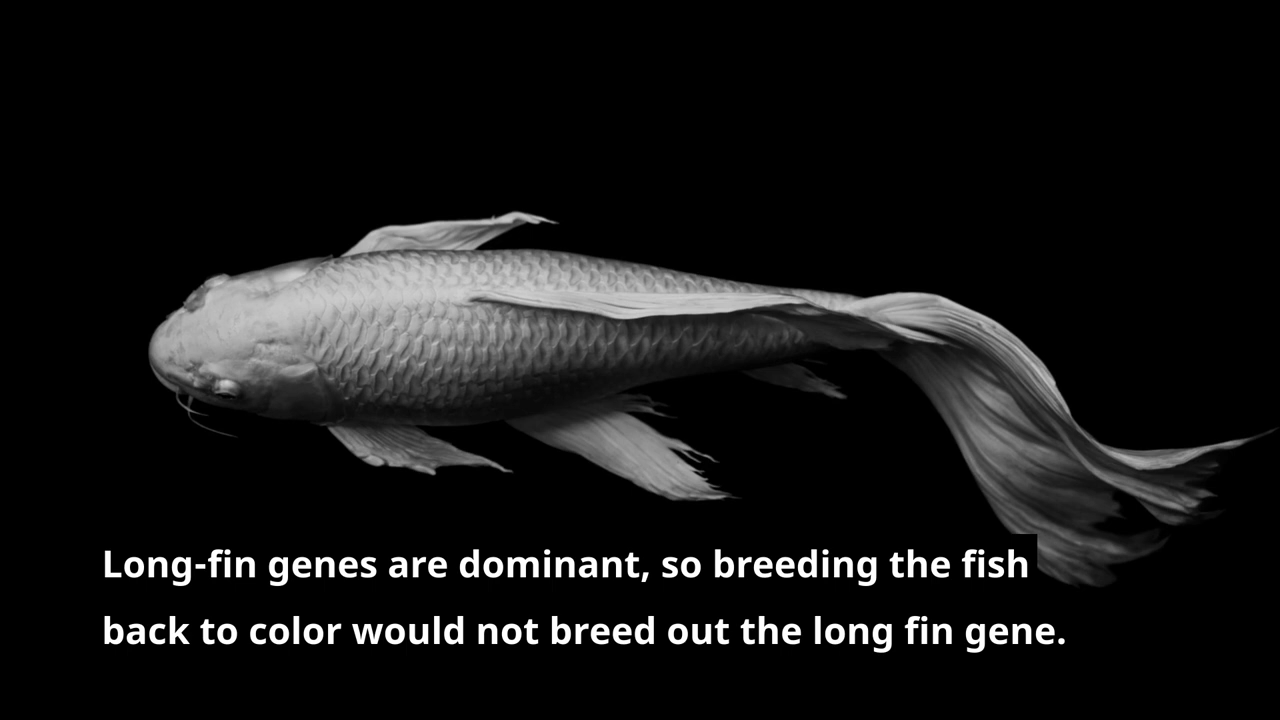 Long-fin genes are dominant, so breeding the fish
back to color would not breed out the long fin gene.